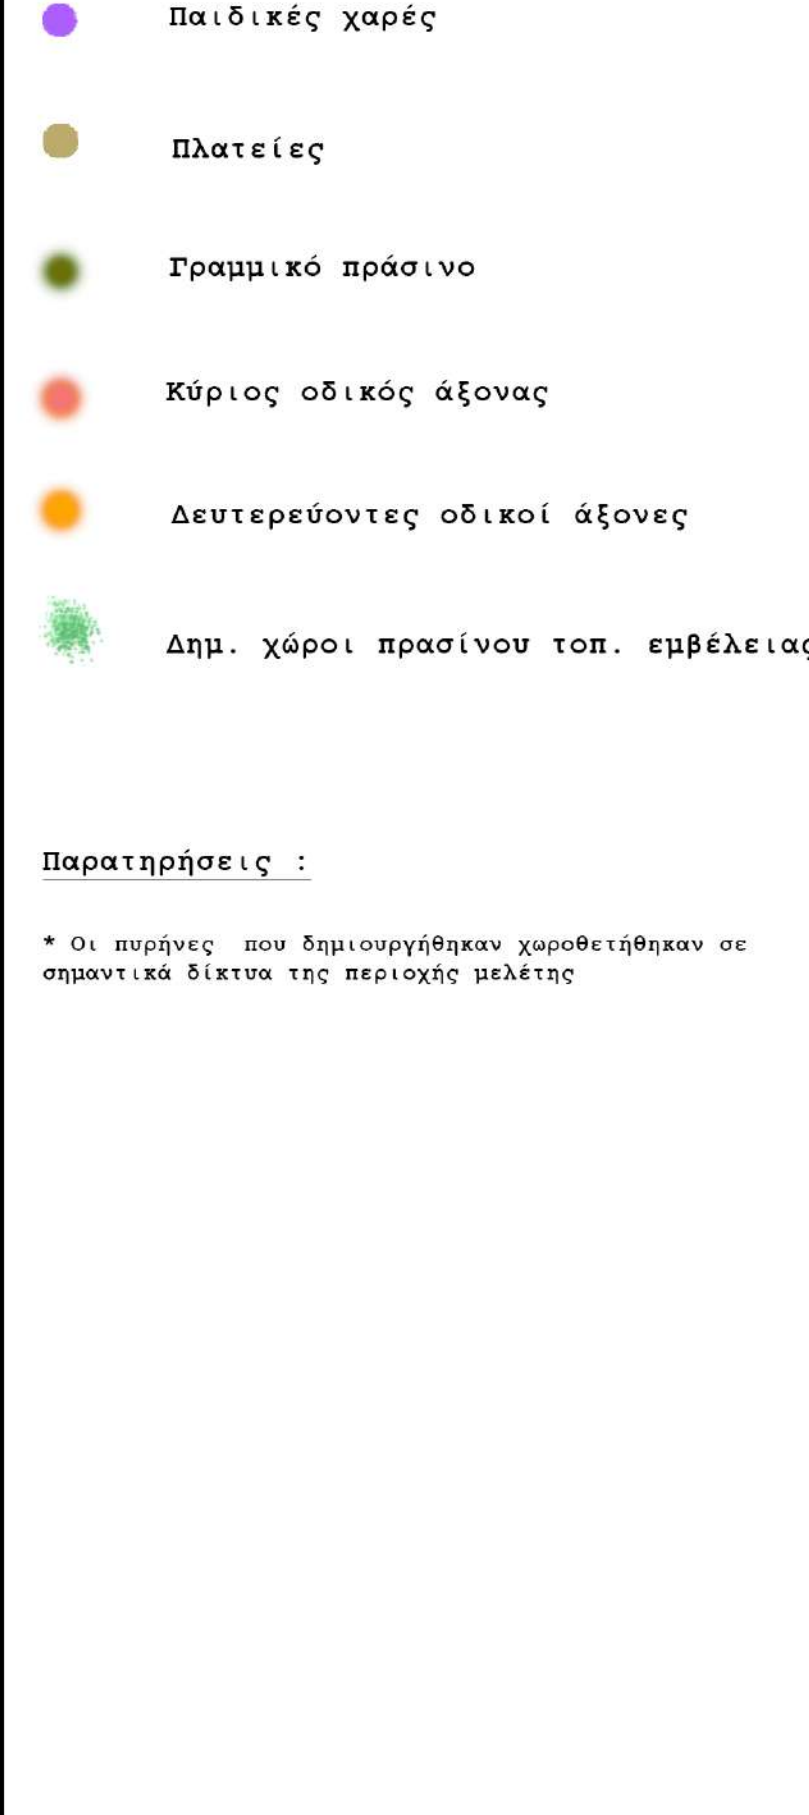 Παιδικές χαρές
Πλατείες
Γραμμικό πράσινο
Κύριος οδικός άξονας
Δευτερεύοντες οδικοί άξονες
Δημ. χώροι πρασίνου τοπ. εμβέλειας
Παρατηρήσεις :
* Οι πυρήνες που δημιουργήθηκαν χωροθετήθηκαν σε
σημαντικά δίκτυα της περιοχής μελέτης